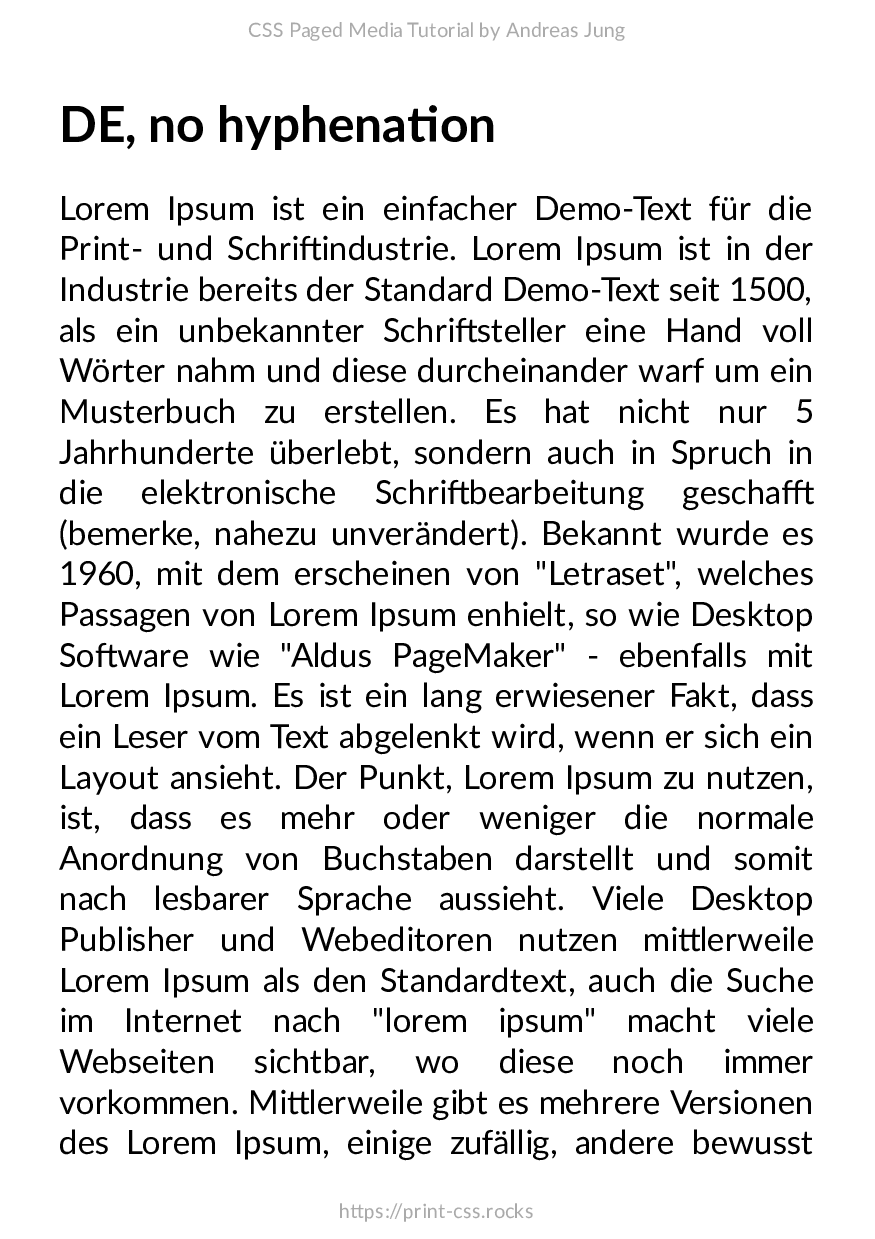 CSS Paged Media Tutorial by Andreas Jung
DE, no hyphenation
Lorem Ipsum ist ein einfacher Demo-Text für die
Print- und Schriftindustrie. Lorem Ipsum ist in der
Industrie bereits der Standard Demo-Text seit 1500,
als ein unbekannter Schriftsteller eine Hand voll
Wörter nahm und diese durcheinander warf um ein
Musterbuch zu erstellen. Es hat nicht nur 5
Jahrhunderte überlebt, sondern auch in Spruch in
die elektronische Schriftbearbeitung geschafft
(bemerke, nahezu unverändert). Bekannt wurde es
1960, mit dem erscheinen von "Letraset", welches
Passagen von Lorem Ipsum enhielt, so wie Desktop
Software wie "Aldus PageMaker" - ebenfalls mit
Lorem Ipsum. Es ist ein lang erwiesener Fakt, dass
ein Leser vom Text abgelenkt wird, wenn er sich ein
Layout ansieht. Der Punkt, Lorem Ipsum zu nutzen,
ist, dass es mehr oder weniger die normale
Anordnung von Buchstaben darstellt und somit
nach lesbarer Sprache aussieht. Viele Desktop
Publisher und Webeditoren nutzen mittlerweile
Lorem Ipsum als den Standardtext, auch die Suche
im Internet nach "lorem ipsum" macht viele
Webseiten sichtbar, wo diese noch immer
vorkommen. Mittlerweile gibt es mehrere Versionen
des Lorem Ipsum, einige zufällig, andere bewusst
https://print-css.rocks